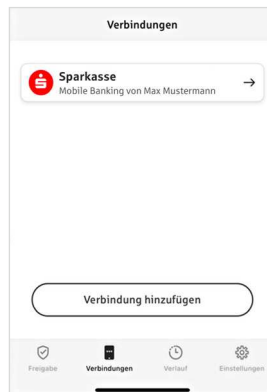 Verbindungen
Sparkasse
Mobile Banking von Max Mustermann
Verbindung hinzufügen
Freigabe
Verbindungen
Verlauf
Einstellungen